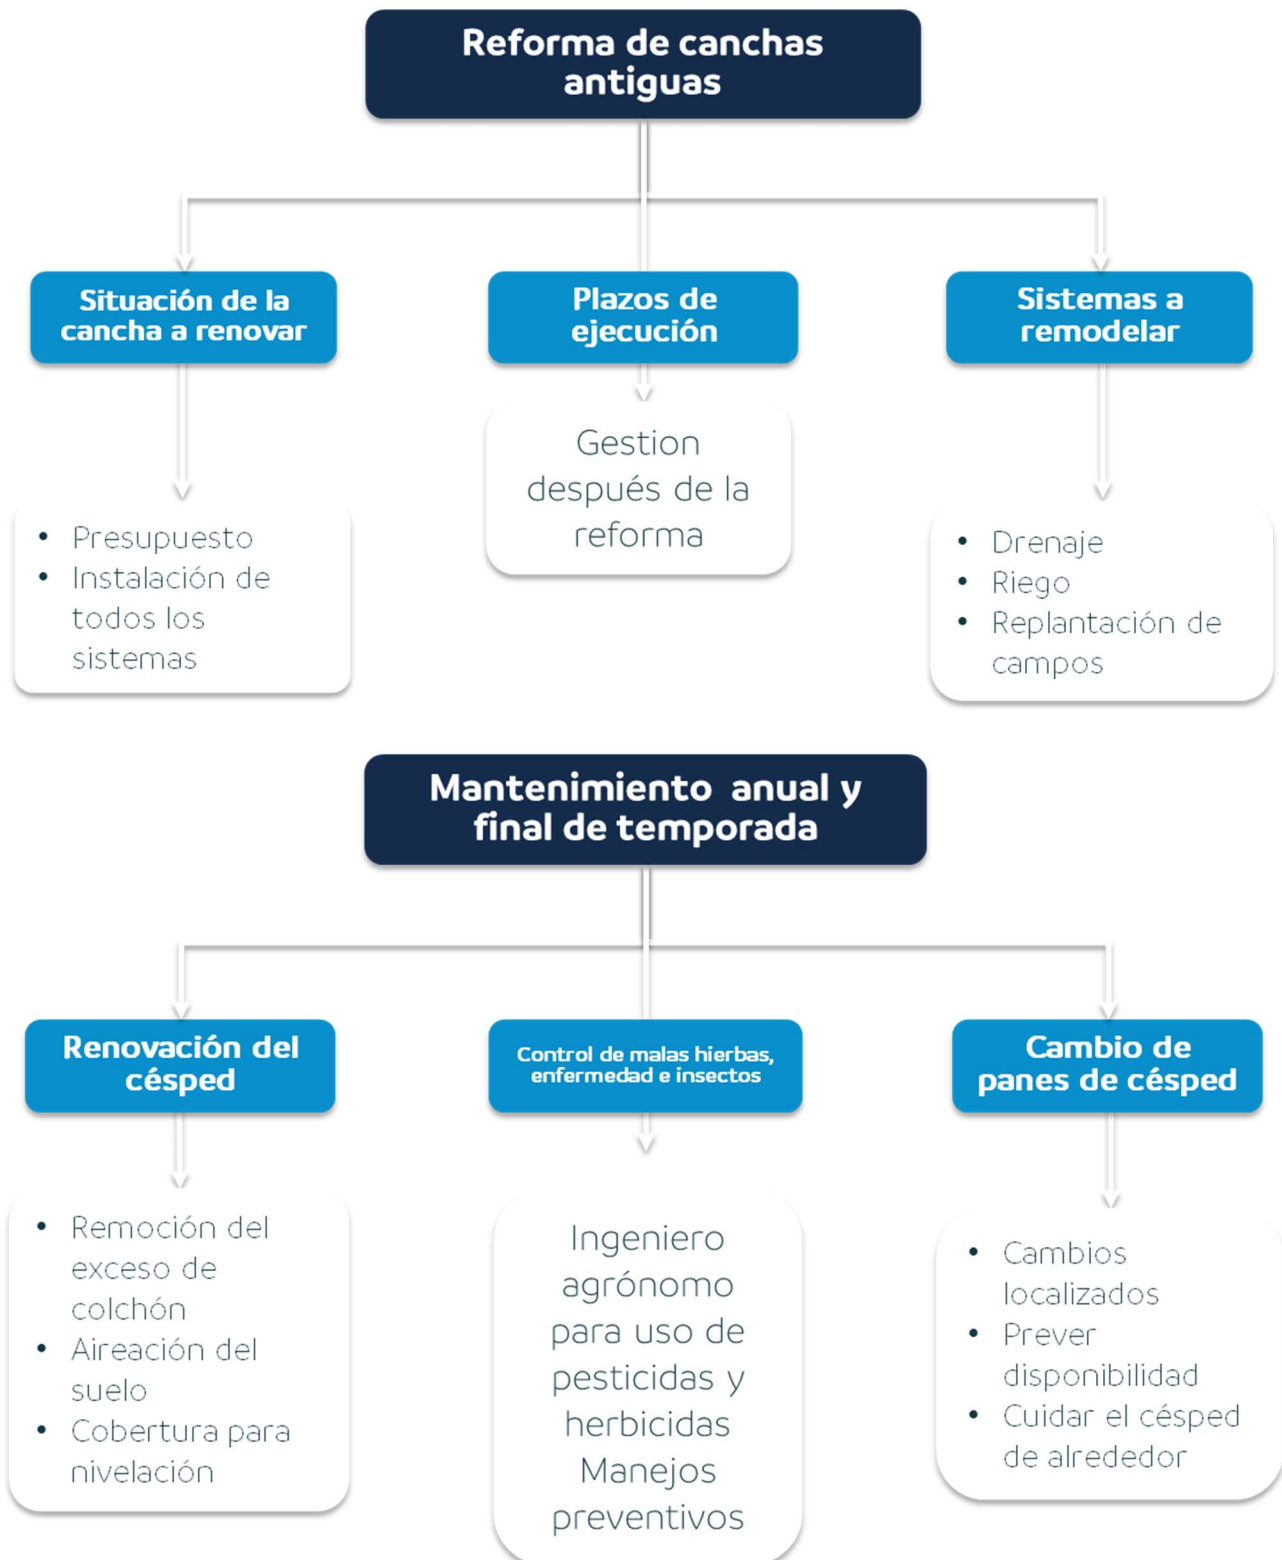 Reforma de canchas
antiguas
Situación de la
cancha a renovar
Plazos de
ejecución
Sistemas a
remodelar
• Presupuesto
• Instalación de
todos los
sistemas
Gestion
después de la
reforma
• Drenaje
• Riego
• Replantación de
campos
Mantenimiento anual y
final de temporada
Renovación del
césped
Control de malas hierbas,
enfermedad e insectos
Cambio de
panes de césped
• Remoción del
exceso de
colchón
• Aireación del
suelo
• Cobertura para
nivelación
Ingeniero
agrónomo
para uso de
pesticidas y
herbicidas
Manejos
preventivos
• Cambios
localizados
• Prever
disponibilidad
• Cuidar el césped
de alrededor